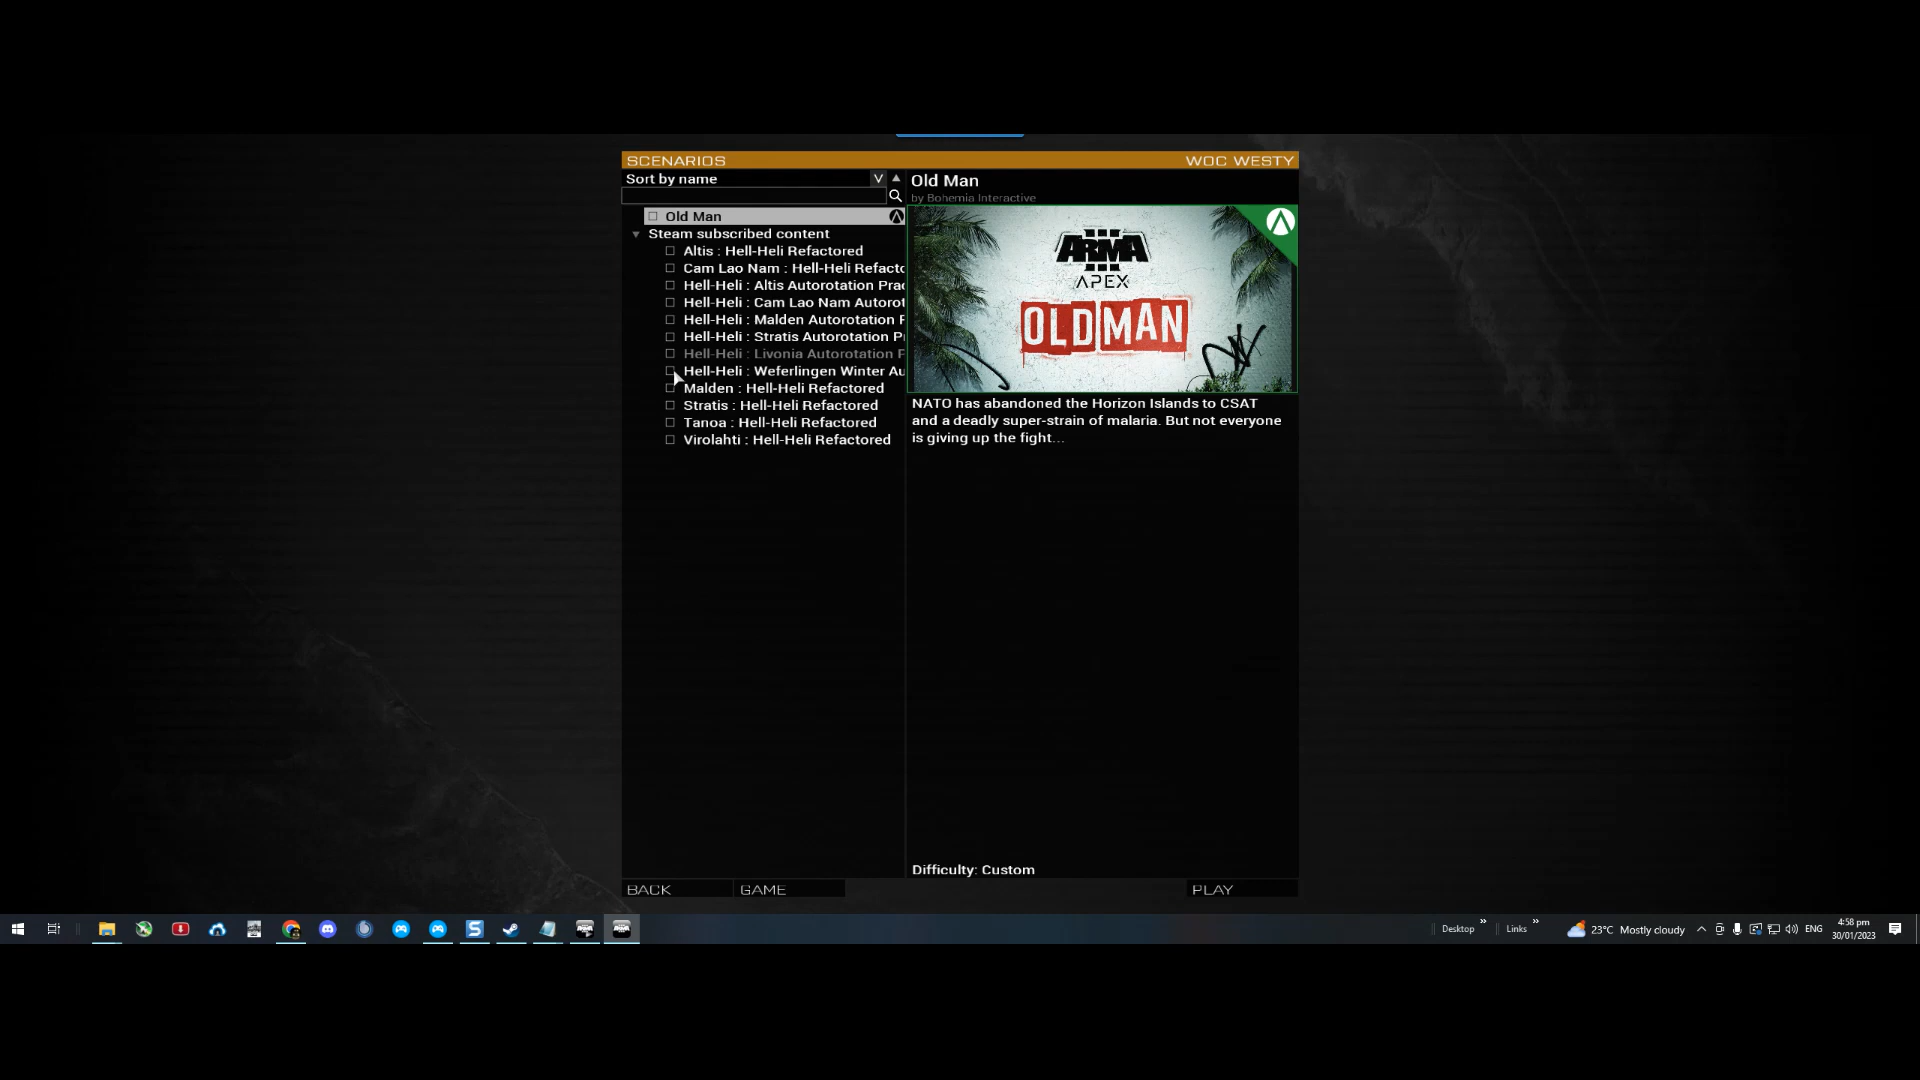 SCENARIOS WOC WESTY
Sort by name V
Old Man
by Bohemia Interactive
Old Man
Steam subscribed content
Altis : Hell-Heli Refactored
Cam Lao Nam : Hell-Heli Refacto
Hell-Heli : Altis Autorotation Prac
Hell-Heli : Cam Lao Nam Autorot
Hell-Heli : Malden Autorotation
Hell-Heli : Stratis Autorotation
Hell-Heli : Livonia Autorotation
Hell-Heli : Weferlingen Winter Au
Malden : Hell-Heli Refactored
Stratis : Hell-Heli Refactored
Tanoa : Hell-Heli Refactored
Virolahti : Hell-Heli Refactored
III
ARMA
APEX
OLD MAN
NATO has abandoned the Horizon Islands to CSAT
and a deadly super-strain of malaria. But not everyone
is giving up the fight...
Difficulty: Custom
BACK GAME PLAY
Desktop » Links » 23°C Mostly cloudy ENG
4:58 pm
30/01/2023